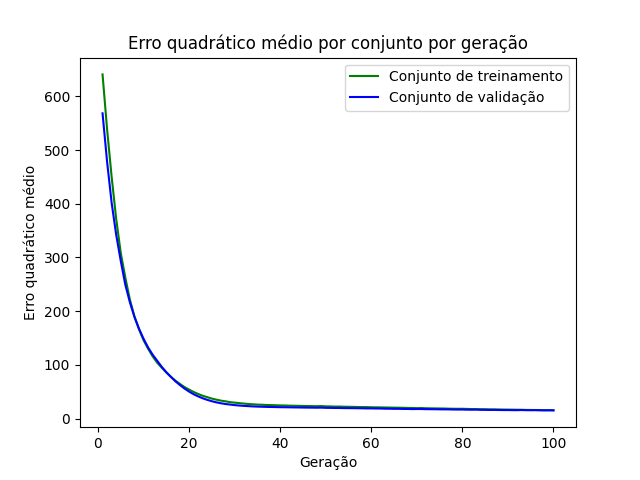 Erro quadrático médio por conjunto por geração
Conjunto de treinamento
Conjunto de validação
Erro quadrático médio
600
500
400
300
200
100
0
0 20 40 60 80 100
Geração